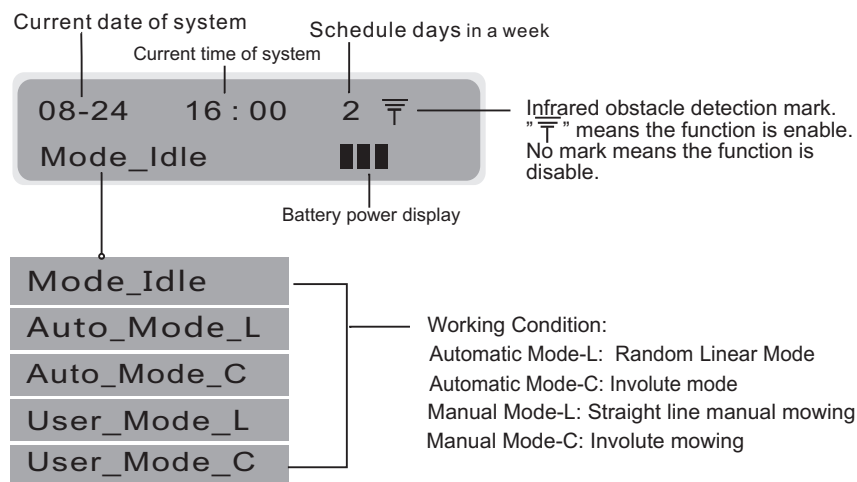 Current date of system
Schedule days in a week
Current time of system
08-24 16 : 00 2
Mode_Idle
Infrared obstacle detection mark.
" " means the function is enable.
No mark means the function is
disable.
Battery power display
Mode_Idle
Auto_Mode_L
Auto_Mode_C
User_Mode_L
User_Mode_C
Working Condition:
Automatic Mode-L: Random Linear Mode
Automatic Mode-C: Involute mode
Manual Mode-L: Straight line manual mowing
Manual Mode-C: Involute mowing